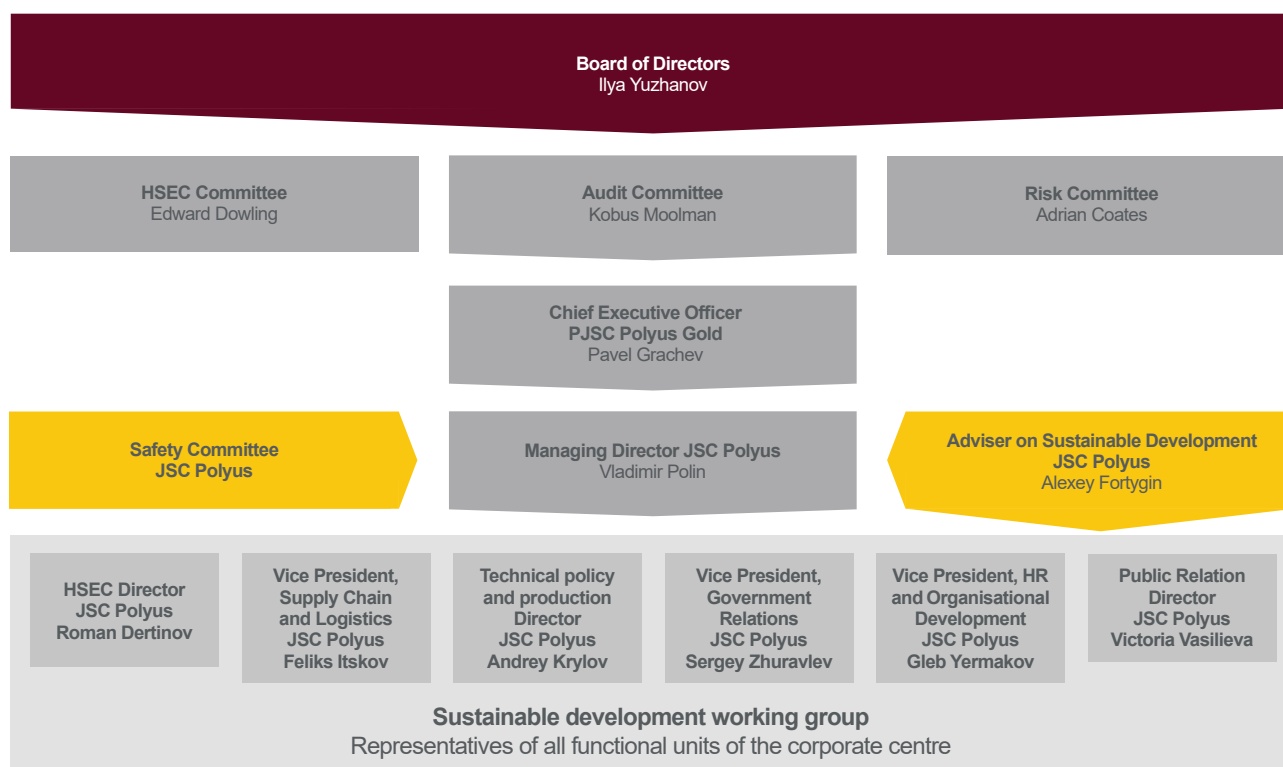 Board of Directors
Ilya Yuzhanov
HSEC Committee
Edward Dowling
Audit Committee
Kobus Moolman
Risk Committee
Adrian Coates
Chief Executive Officer
PJSC Polyus Gold
Pavel Grachev
Safety Committee
JSC Polyus
Managing Director JSC Polyus
Vladimir Polin
Adviser on Sustainable Development
JSC Polyus
Alexey Fortygin
HSEC Director
JSC Polyus
Roman Dertinov
Vice President,
Supply Chain
and Logistics
JSC Polyus
Feliks Itskov
Technical policy
and production
Director
JSC Polyus
Andrey Krylov
Vice President,
Government
Relations
JSC Polyus
Sergey Zhuravlev
Vice President, HR
and Organisational
Development
JSC Polyus
Gleb Yermakov
Public Relation
Director
JSC Polyus
Victoria Vasilieva
Sustainable development working group
Representatives of all functional units of the corporate centre